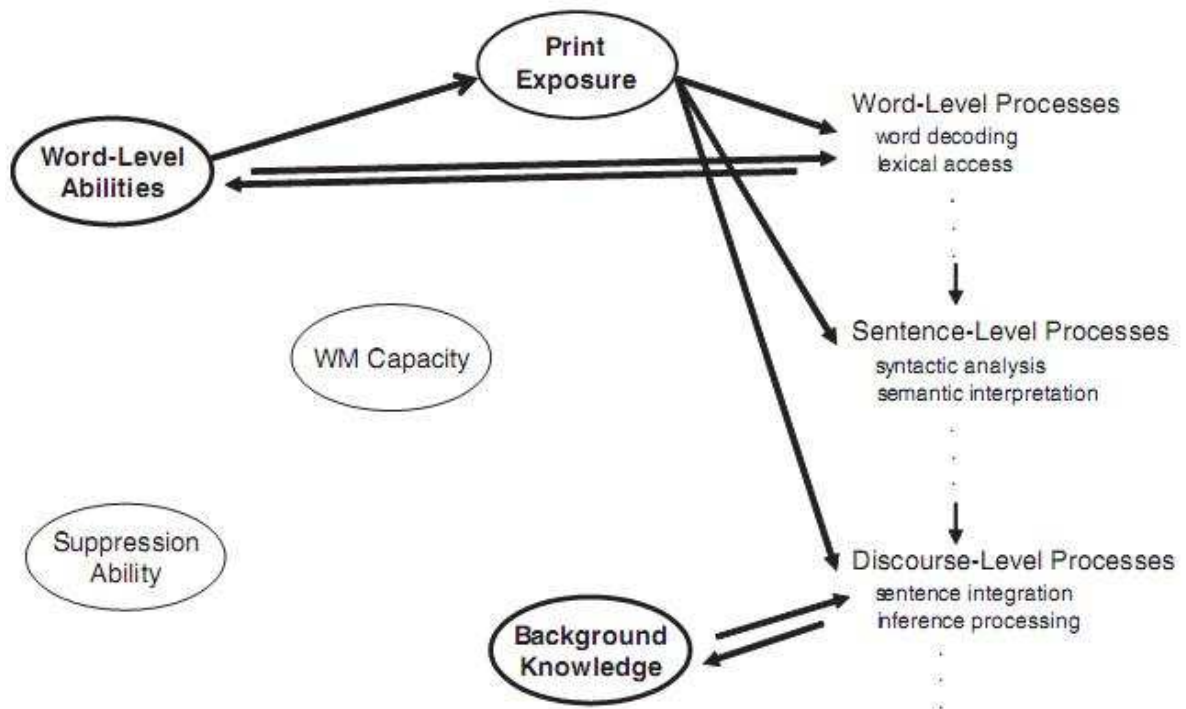 Print
Exposure
Word-Level Processes
word decoding
lexical access
Word-Level
Abilities
Sentence-Level Processes
syntactic analysis
semantic interpretation
WM Capacity
Suppression
Ability
Discourse-Level Processes
sentence integration
inference processing
Background
Knowledge